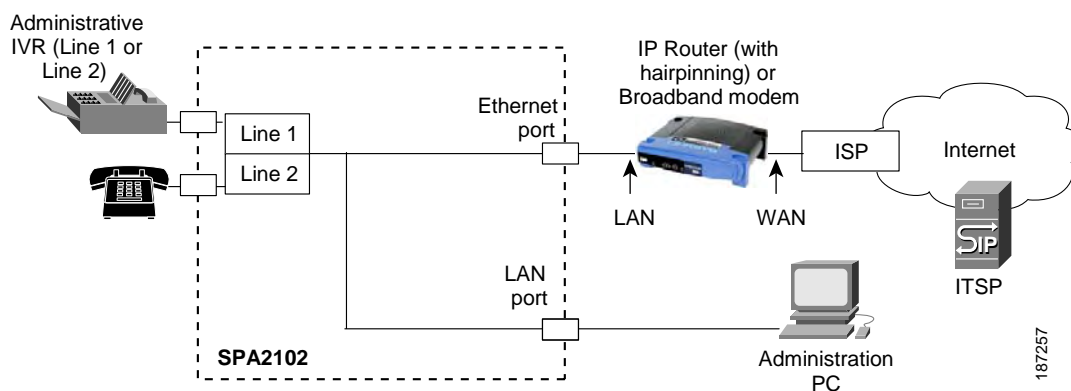 Administrative
IVR (Line 1 or
Line 2)
Line 1
Line 2
Ethernet
port
IP Router (with
hairpinning) or
Broadband modem
LAN
WAN
ISP
Internet
SIP
ITSP
LAN
port
SPA2102
Administration
PC
187257